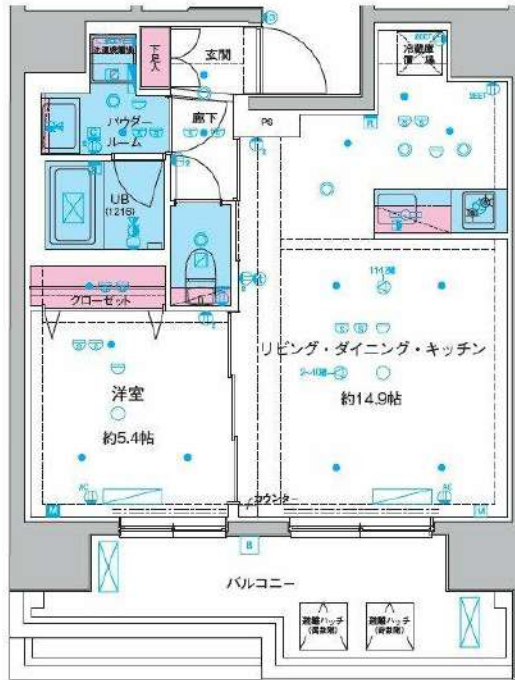 玄関
下足入
冷蔵庫
置場
洗濯機置場
廊下
PS
パウダー
ルーム
UB
(1216)
クローゼット
リビング・ダイニング・キッチン
約14.9帖
洋室
約5.4帖
AC
AC
カウンター
M
M
B
バルコニー
避難ハッチ
避難ハッチ